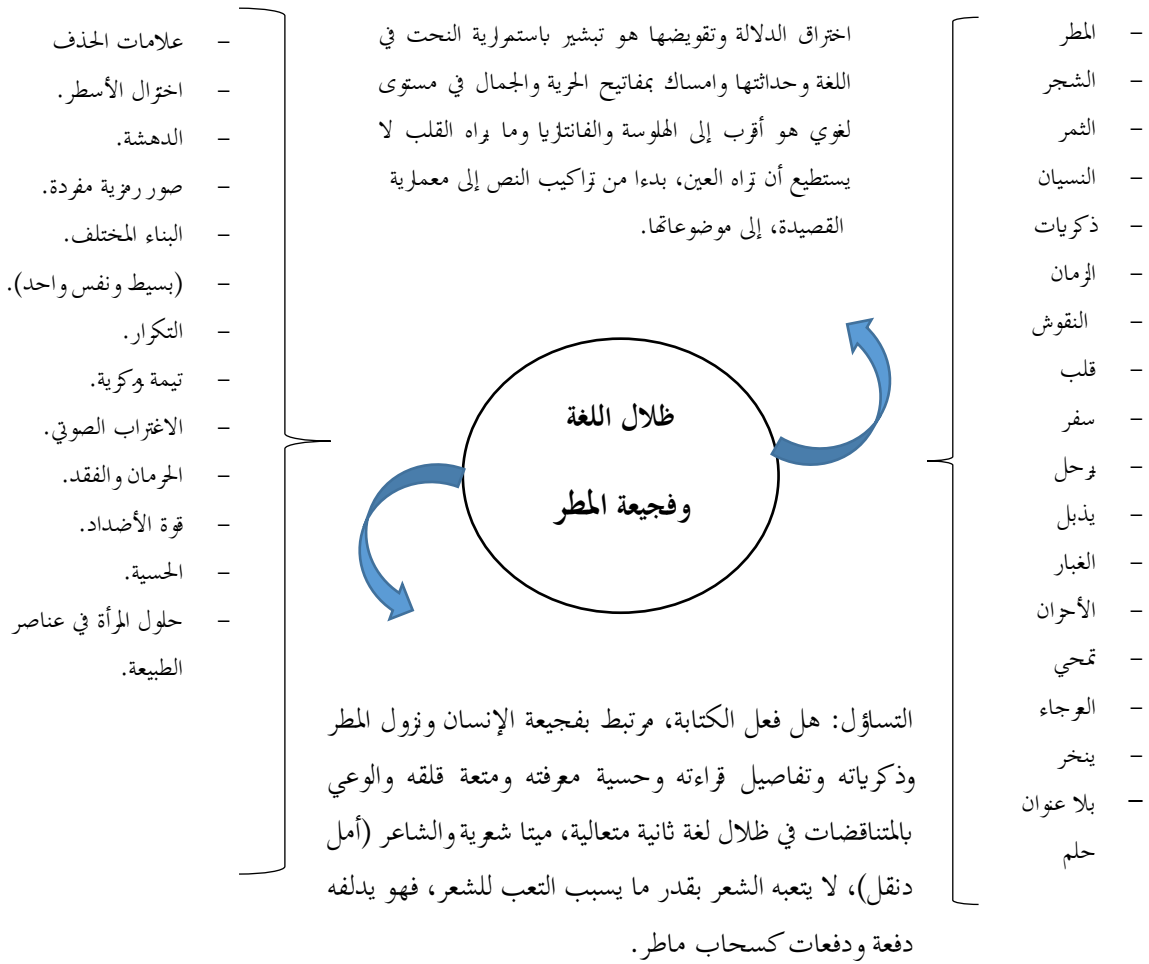 – المطر
– الشجر
– الثمر
– النسيان
– ذكريات
– الزمان
– النقوش
– قلب
– سفر
– يرحل
– يذبل
– الغبار
– الأحزان
– تمحي
– العرجاء
– ينخر
– بلا عنوان
حلم
اختراق الدلالة وتقويضها هو تبشير باستمرارية النحت في
اللغة وحداثتها وامساك بمفاتيح الحرية والجمال في مستوى
لغوي هو أقرب إلى الهلوسة والفانتازيا وما يراه القلب لا
يستطيع أن تراه العين، بدءا من تراكيب النص إلى معمارية
القصيدة، إلى موضوعاتها.
ظلال اللغة
وفجيعة المطر
التساؤل: هل فعل الكتابة، مرتبط بفجيعة الإنسان ونزول المطر
وذكرياته وتفاصيل قراءته وحسية معرفته ومتعة قلقه والوعي
بالمتناقضات في ظلال لغة ثانية متعالية، ميتا شعرية والشاعر (أمل
دنقل)، لا يتعبه الشعر بقدر ما يسبب التعب للشعر، فهو يدلفه
دفعة ودفعات كسحاب ماطر.
– علامات الحذف
– اختزال الأسطر.
– الدهشة.
– صور رمزية مفردة.
– البناء المختلف.
– (بسيط ونفس واحد).
– التكرار.
– تيمة مركزية.
– الاغتراب الصوتي.
– الحرمان والفقد.
– قوة الأضداد.
– الحسية.
– حلول المرأة في عناصر
الطبيعة.